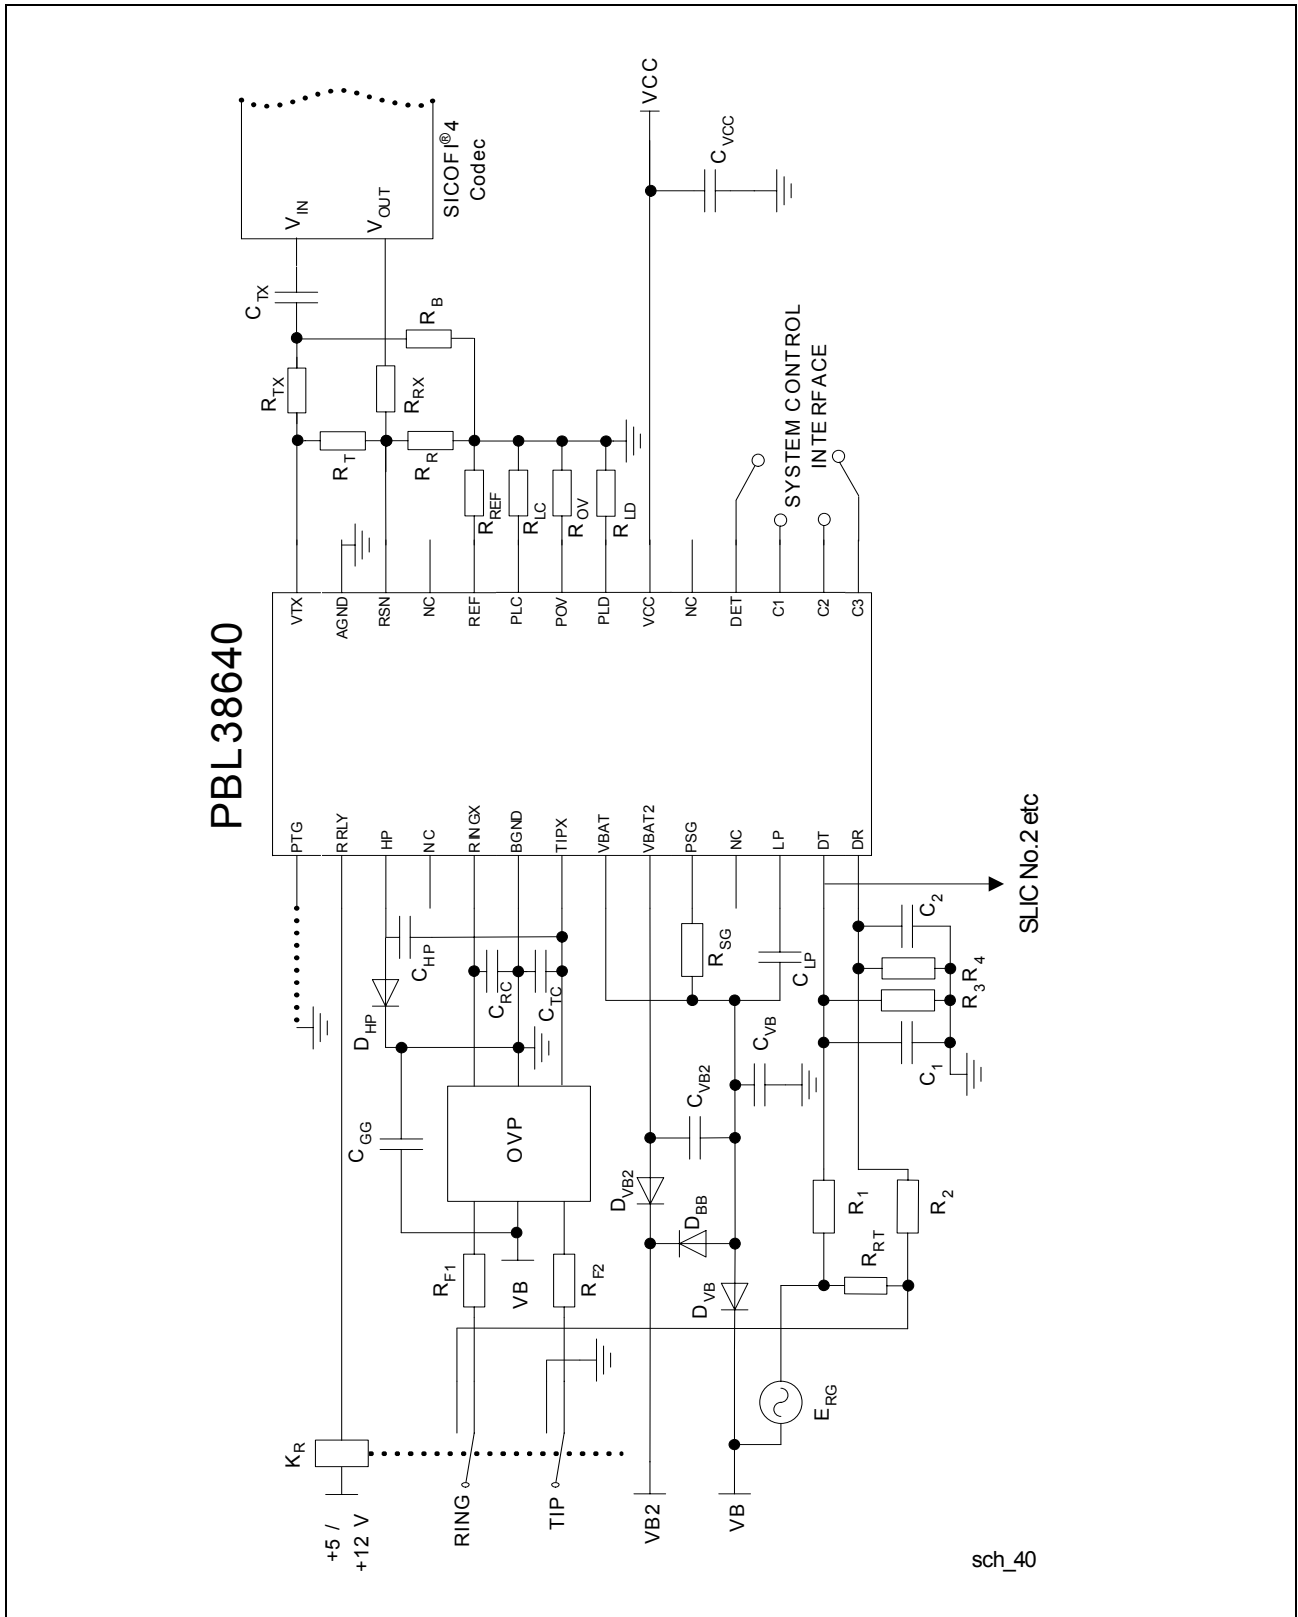 PBL38640
SICOFI®4
Codec
VIN
VOUT
CTX
RTX
RB
RT
RRX
RR
RREF
RLC
ROV
RLD
VCC
CVCC
SYSTEM CONTROL
INTERFACE
VTX
AGND
RSN
NC
REF
PLC
POV
PLD
VCC
NC
DET
C1
C2
C3
PTG
RRLY
HP
NC
RINGX
BGND
TIPX
VBAT
VBAT2
PSG
NC
LP
DT
DR
SLIC No.2 etc
CHP
DHP
CRC
CTC
CGG
OVP
RF1
VB
RF2
RSG
CLP
CVB
CVB2
DVB2
DBB
DVB
C2
R4
R3
C1
R1
R2
RRT
ERG
KR
+5 /
+12 V
RING
TIP
VB2
VB
sch_40